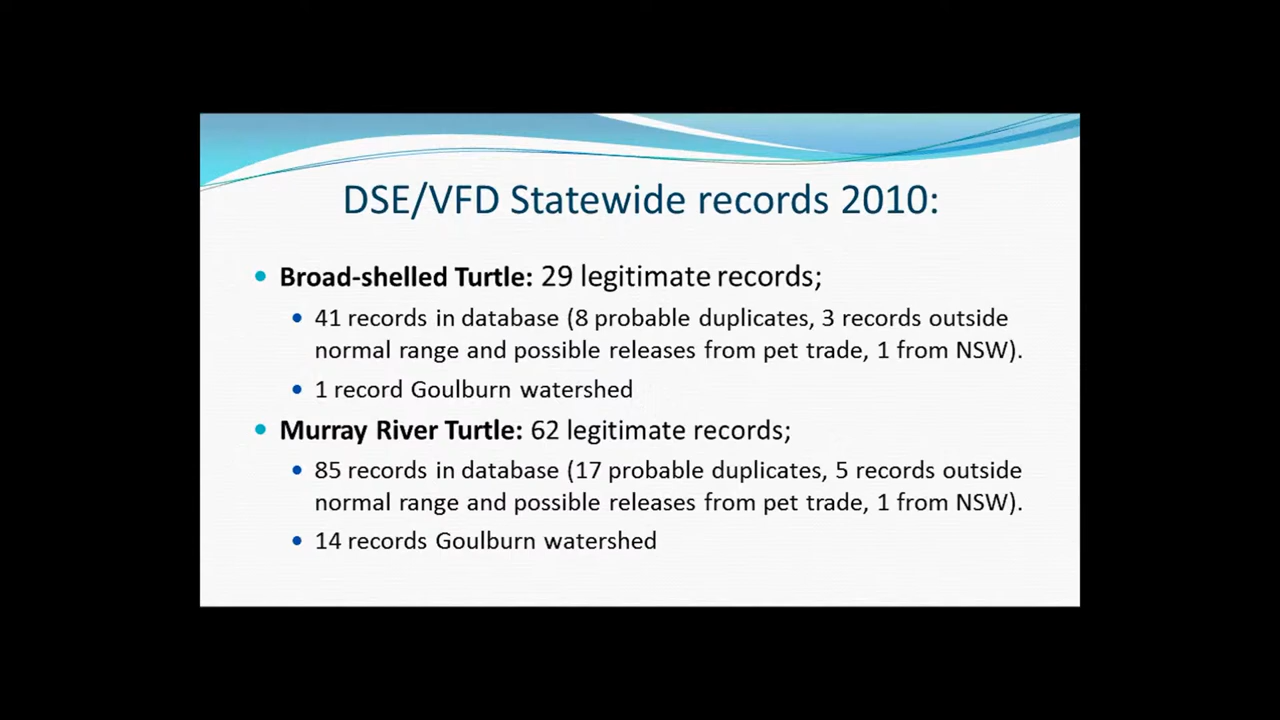 DSE/VFD Statewide records 2010:
• Broad-shelled Turtle: 29 legitimate records;
• 41 records in database (8 probable duplicates, 3 records outside
normal range and possible releases from pet trade, 1 from NSW).
• 1 record Goulburn watershed
• Murray River Turtle: 62 legitimate records;
• 85 records in database (17 probable duplicates, 5 records outside
normal range and possible releases from pet trade, 1 from NSW).
• 14 records Goulburn watershed